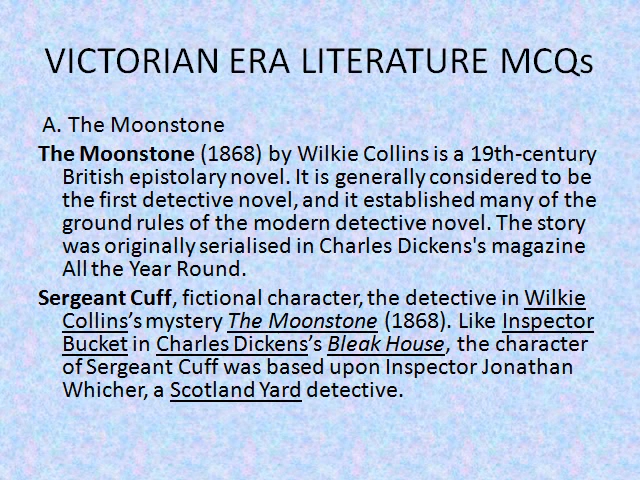 VICTORIAN ERA LITERATURE MCQs
A. The Moonstone
The Moonstone (1868) by Wilkie Collins is a 19th-century
British epistolary novel. It is generally considered to be
the first detective novel, and it established many of the
ground rules of the modern detective novel. The story
was originally serialised in Charles Dickens's magazine
All the Year Round.
Sergeant Cuff, fictional character, the detective in Wilkie
Collins’s mystery The Moonstone (1868). Like Inspector
Bucket in Charles Dickens’s Bleak House, the character
of Sergeant Cuff was based upon Inspector Jonathan
Whicher, a Scotland Yard detective.